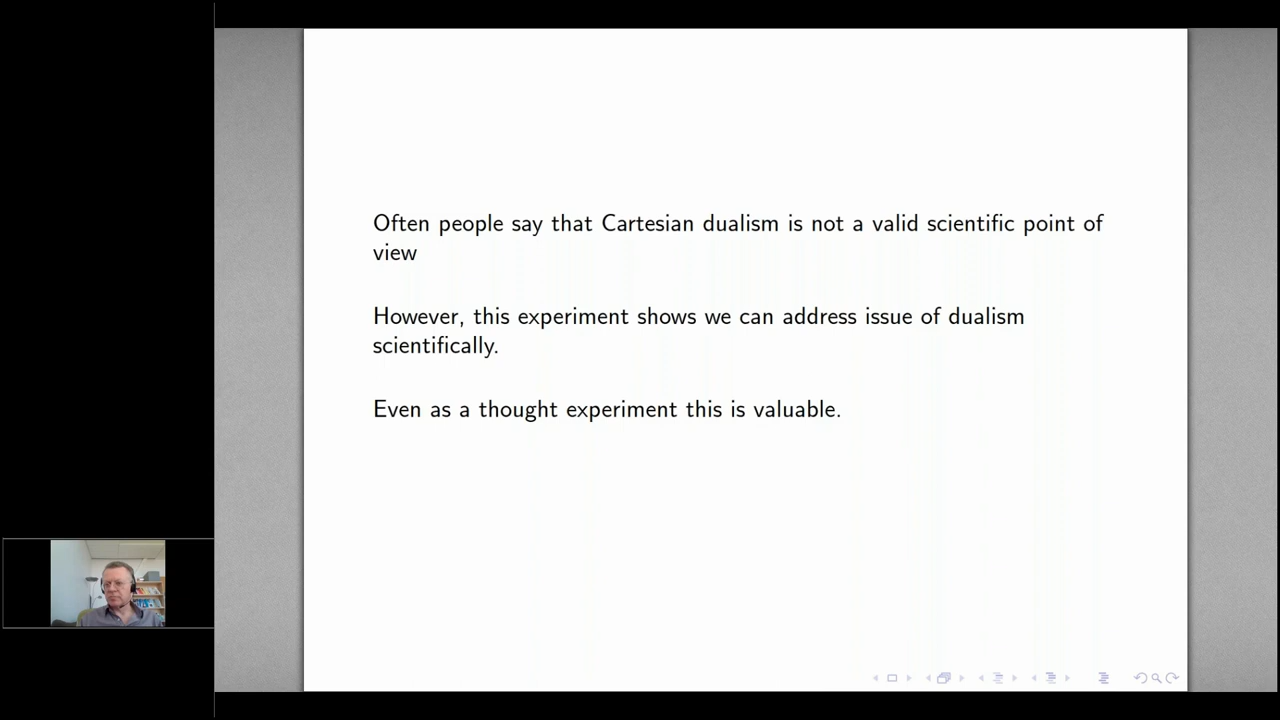 Often people say that Cartesian dualism is not a valid scientific point of
view
However, this experiment shows we can address issue of dualism
scientifically.
Even as a thought experiment this is valuable.